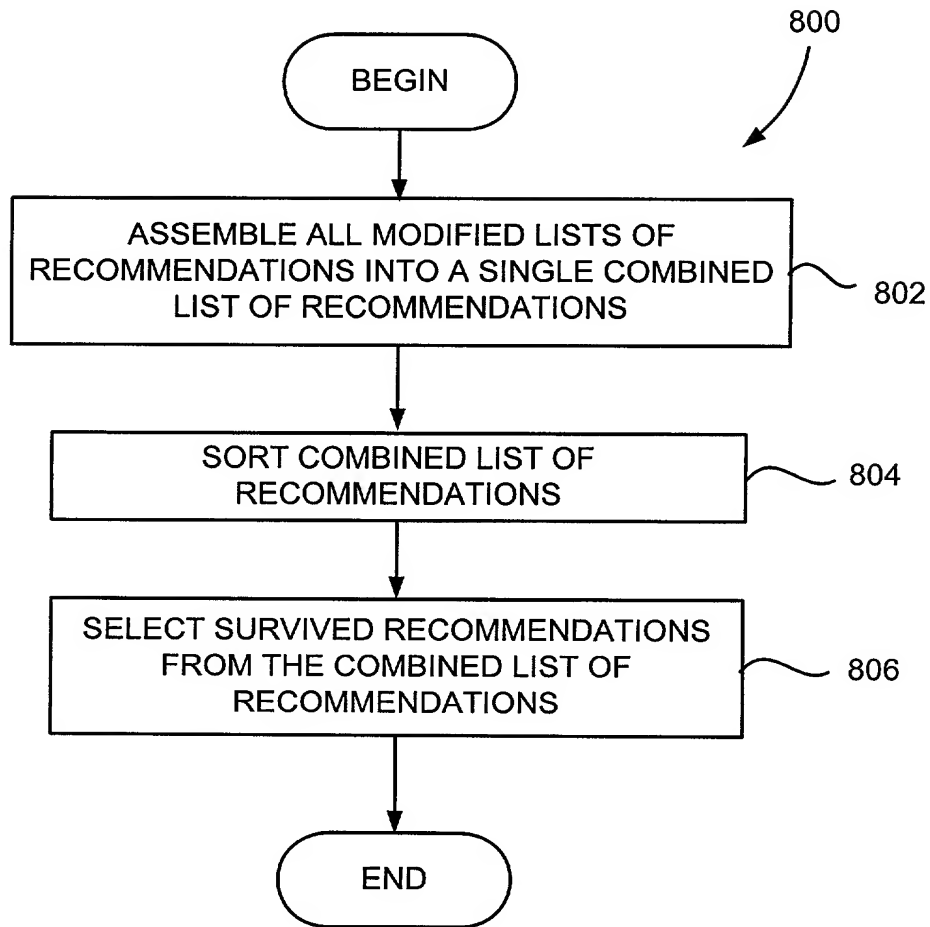 800
BEGIN
ASSEMBLE ALL MODIFIED LISTS OF
RECOMMENDATIONS INTO A SINGLE COMBINED
LIST OF RECOMMENDATIONS
802
SORT COMBINED LIST OF
RECOMMENDATIONS
804
SELECT SURVIVED RECOMMENDATIONS
FROM THE COMBINED LIST OF
RECOMMENDATIONS
806
END